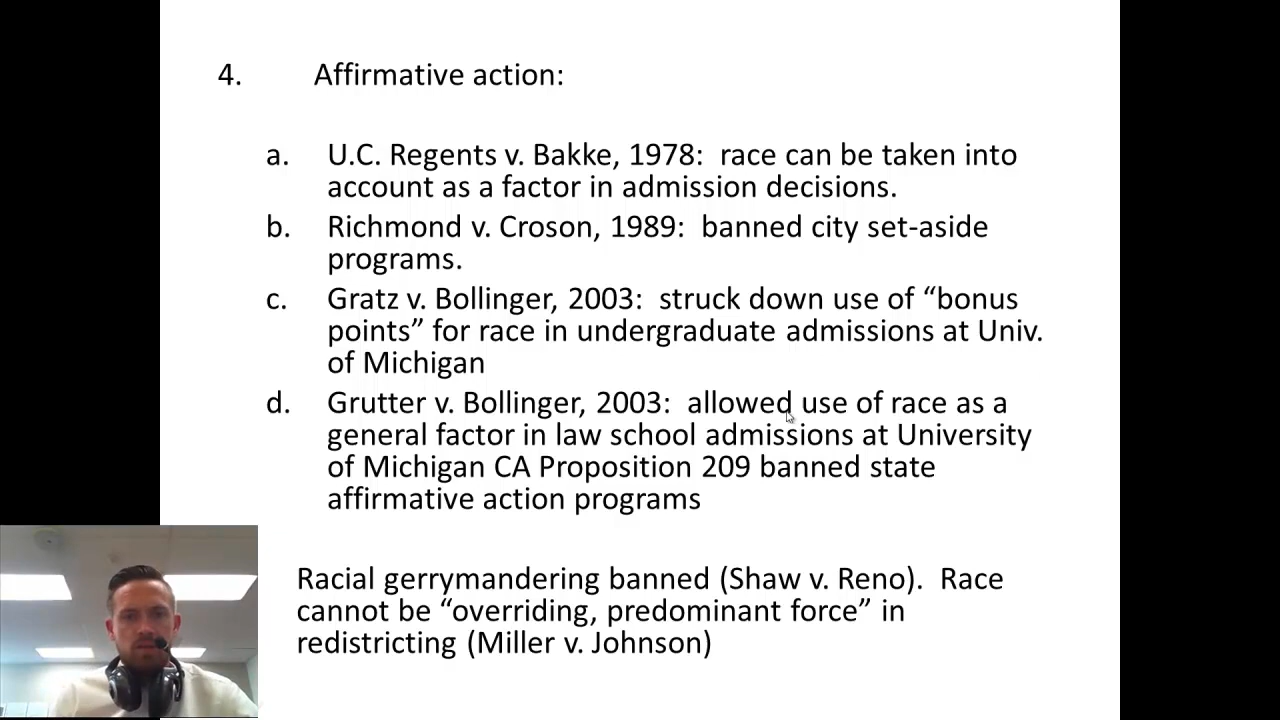 4. Affirmative action:
a. U.C. Regents v. Bakke, 1978: race can be taken into
account as a factor in admission decisions.
b. Richmond v. Croson, 1989: banned city set-aside
programs.
c. Gratz v. Bollinger, 2003: struck down use of “bonus
points” for race in undergraduate admissions at Univ.
of Michigan
d. Grutter v. Bollinger, 2003: allowed use of race as a
general factor in law school admissions at University
of Michigan CA Proposition 209 banned state
affirmative action programs
Racial gerrymandering banned (Shaw v. Reno). Race
cannot be “overriding, predominant force” in
redistricting (Miller v. Johnson)